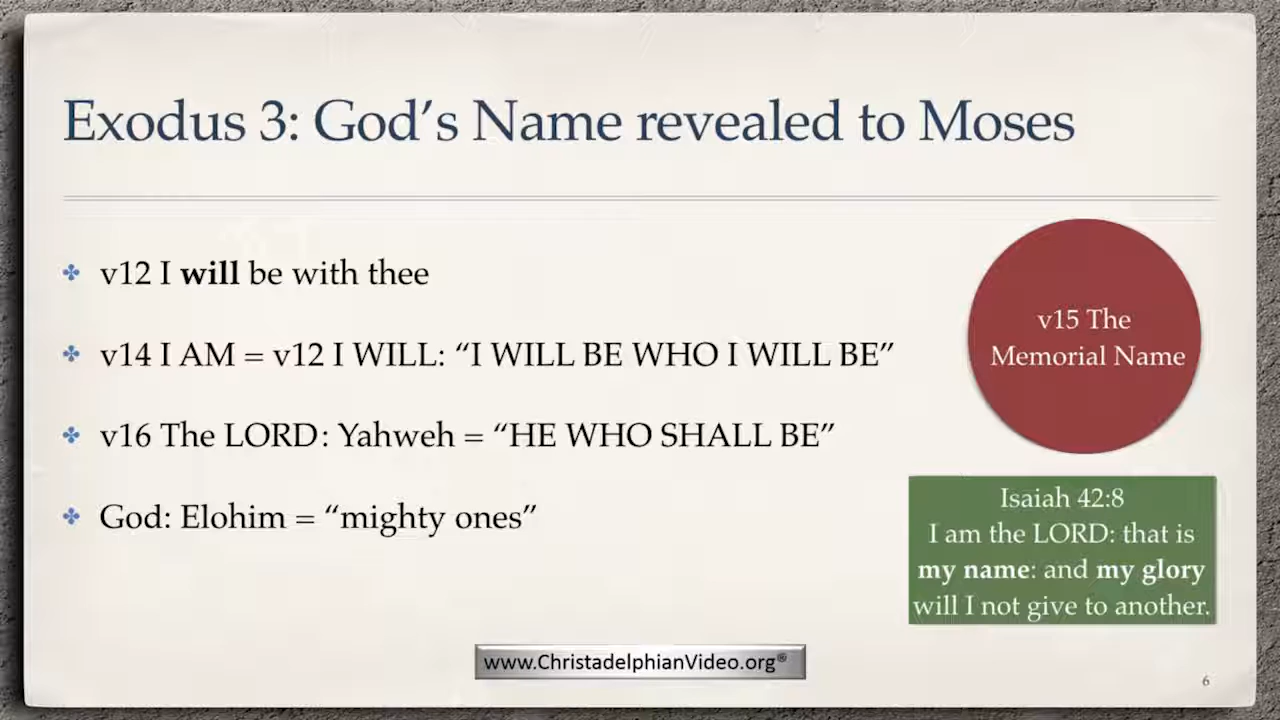 Exodus 3: God’s Name revealed to Moses
v12 I will be with thee
v14 I AM = v12 I WILL: “I WILL BE WHO I WILL BE”
v16 The LORD: Yahweh = “HE WHO SHALL BE”
God: Elohim = “mighty ones”
v15 The
Memorial Name
Isaiah 42:8
I am the LORD: that is
my name: and my glory
will I not give to another.
www.ChristadelphianVideo.org®
6